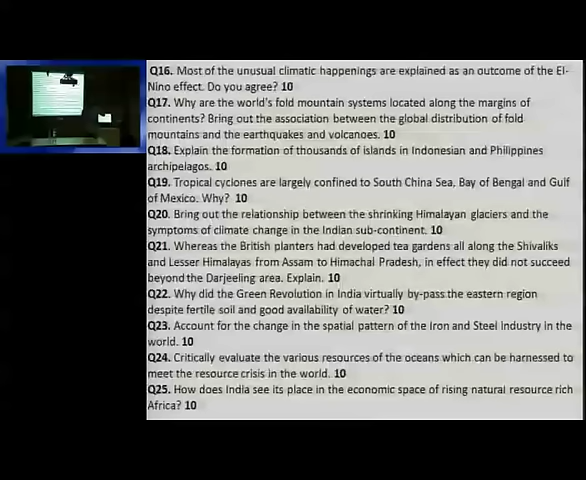 Q16. Most of the unusual climatic happenings are explained as an outcome of the El-
Nino effect. Do you agree? 10
Q17. Why are the world's fold mountain systems located along the margins of
continents? Bring out the association between the global distribution of fold
mountains and the earthquakes and volcanoes. 10
Q18. Explain the formation of thousands of islands in Indonesian and Philippines
archipelagos. 10
Q19. Tropical cyclones are largely confined to South China Sea, Bay of Bengal and Gulf
of Mexico. Why? 10
Q20. Bring out the relationship between the shrinking Himalayan glaciers and the
symptoms of climate change in the Indian sub-continent. 10
Q21. Whereas the British planters had developed tea gardens all along the Shivaliks
and Lesser Himalayas from Assam to Himachal Pradesh, in effect they did not succeed
beyond the Darjeeling area. Explain. 10
Q22. Why did the Green Revolution in India virtually by-pass the eastern region
despite fertile soil and good availability of water? 10
Q23. Account for the change in the spatial pattern of the Iron and Steel Industry in the
world. 10
Q24. Critically evaluate the various resources of the oceans which can be harnessed to
meet the resource crisis in the world. 10
Q25. How does India see its place in the economic space of rising natural resource rich
Africa? 10